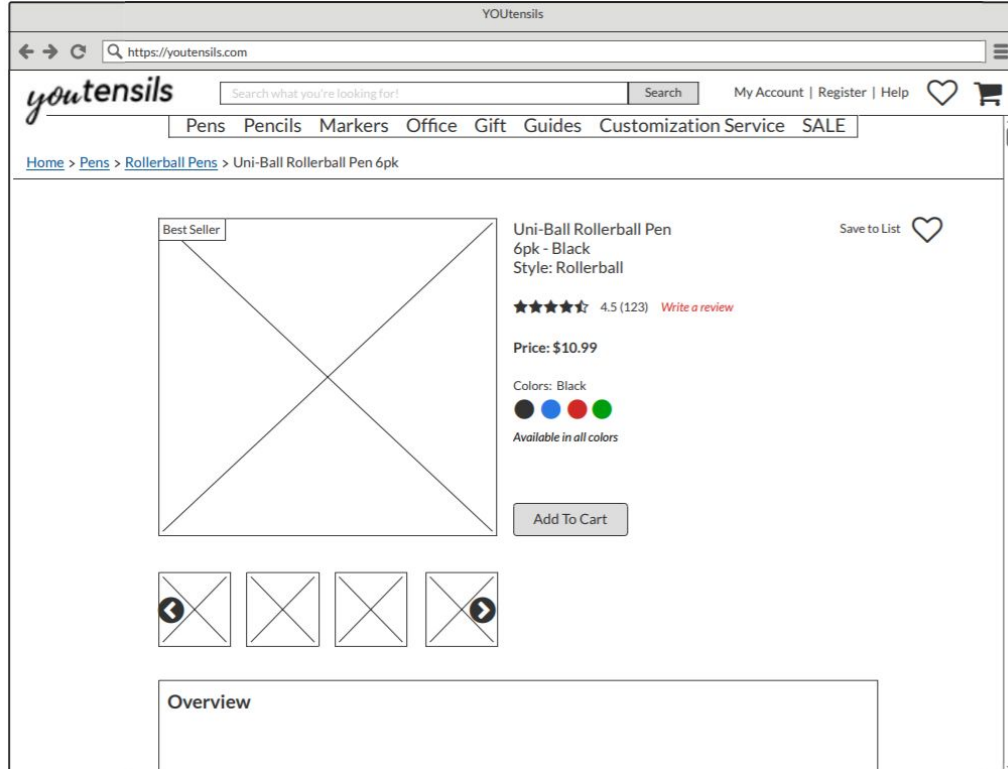 YOUtensils
https://youtensils.com
youtensils
Search what you're looking for!
Search
My Account | Register | Help
Pens Pencils Markers Office Gift Guides Customization Service SALE
Home > Pens > Rollerball Pens > Uni-Ball Rollerball Pen 6pk
Best Seller
Uni-Ball Rollerball Pen
6pk - Black
Style: Rollerball
Save to List
4.5 (123) Write a review
Price: $10.99
Colors: Black
Available in all colors
Add To Cart
Overview